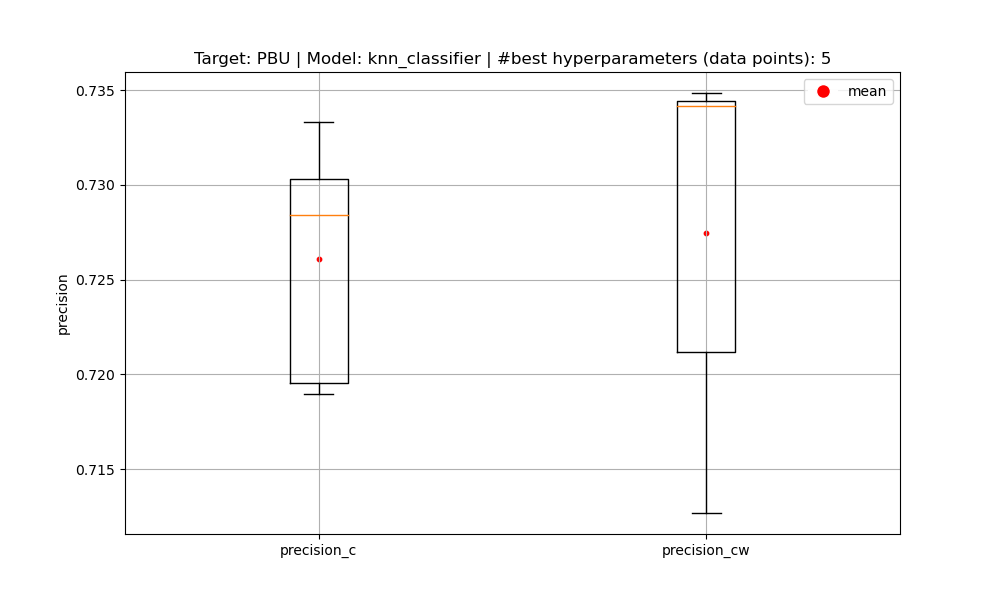 Target: PBU | Model: knn_classifier | #best hyperparameters (data points): 5
mean
0.735
0.730
0.725
0.720
0.715
precision
precision_c
precision_cw